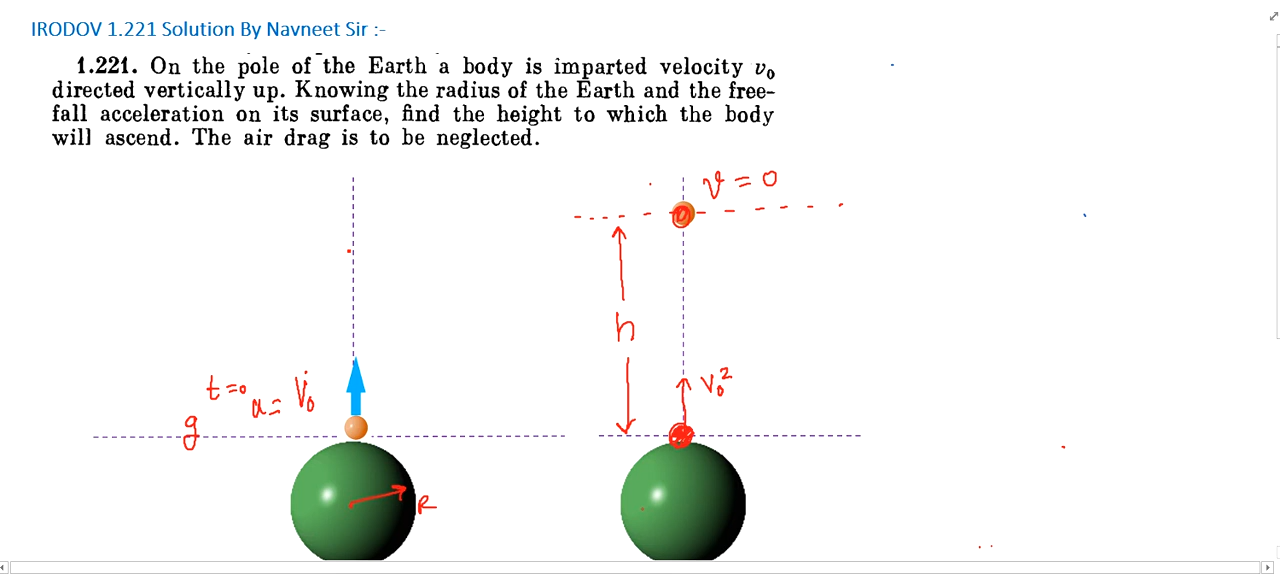 IRODOV 1.221 Solution By Navneet Sir :-
1.221. On the pole of the Earth a body is imparted velocity v₀
directed vertically up. Knowing the radius of the Earth and the free-
fall acceleration on its surface, find the height to which the body
will ascend. The air drag is to be neglected.
v = 0
h
t=0
u = V₀
V₀²
g
R